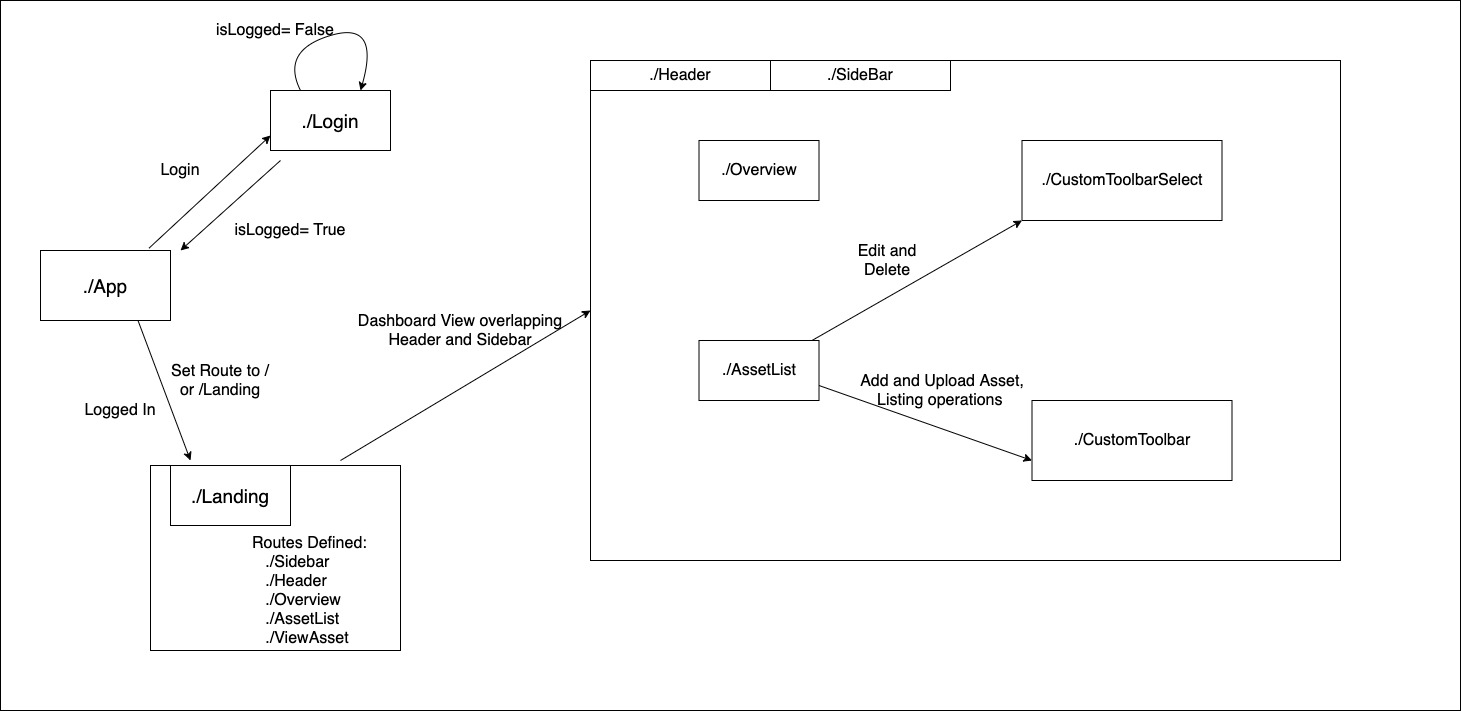 isLogged= False
./Login
Login
isLogged= True
./App
Set Route to /
or /Landing
Logged In
./Landing
Routes Defined:
./Sidebar
./Header
./Overview
./AssetList
./ViewAsset
Dashboard View overlapping
Header and Sidebar
./Header
./SideBar
./Overview
./CustomToolbarSelect
Edit and
Delete
./AssetList
Add and Upload Asset,
Listing operations
./CustomToolbar